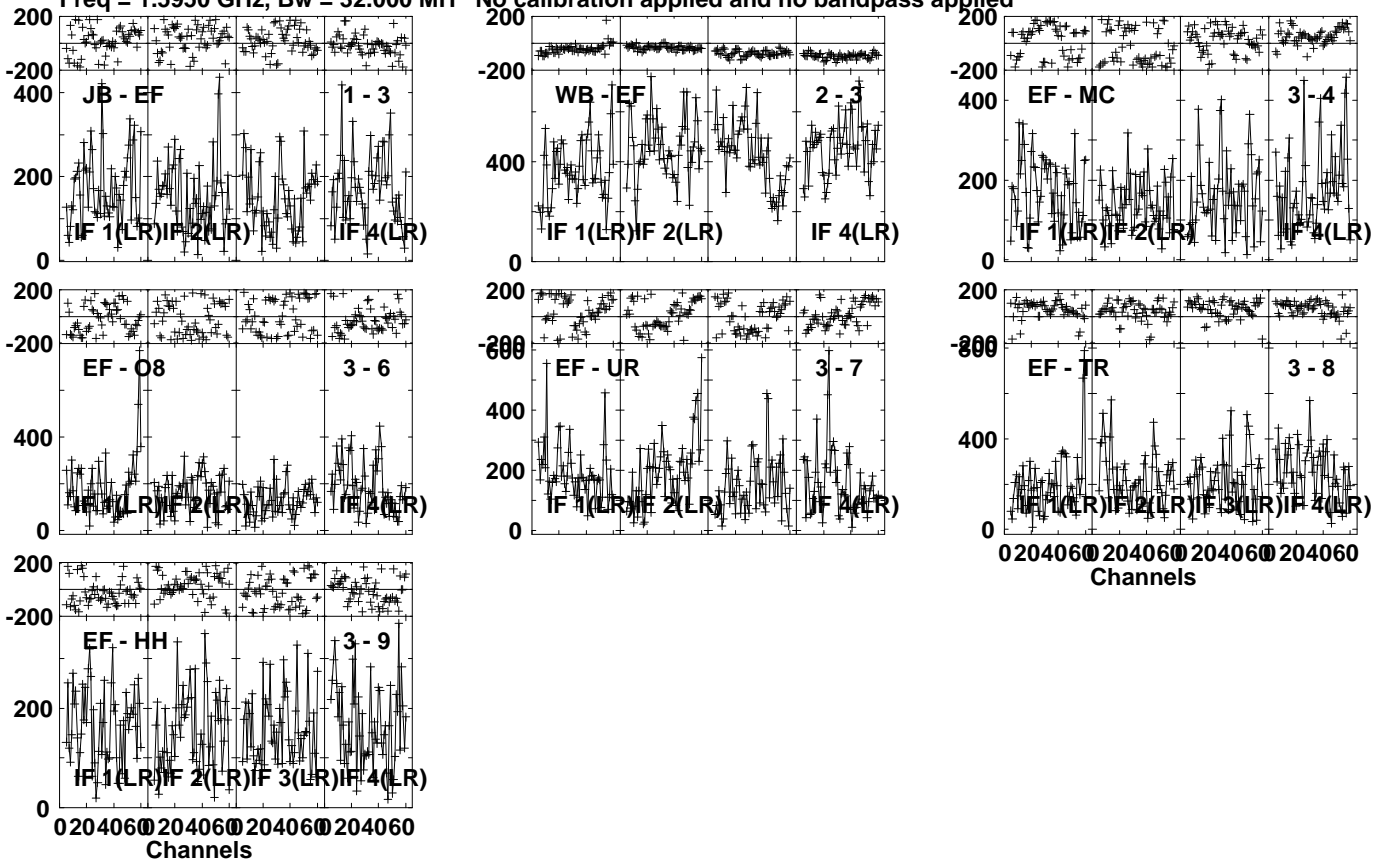 Freq = 1.5950 GHz, Bw = 32.000 MH No calibration applied and no bandpass applied
200 200 200
-200 -200 -200
JB - EF 1 - 3 WB - EF 2 - 3 EF - MC 3 - 4
400 400
200 400 200
IF 1(LR) IF 2(LR) IF 4(LR) IF 1(LR) IF 2(LR) IF 4(LR) IF 1(LR) IF 2(LR) IF 4(LR)
0 0 0
200 200 200
-200 -200 -200
600 800
EF - O8 3 - 6 EF - UR 3 - 7 EF - TR 3 - 8
400 400 400
200
IF 1(LR) IF 2(LR) IF 4(LR) IF 1(LR) IF 2(LR) IF 4(LR) IF 1(LR) IF 2(LR) IF 3(LR) IF 4(LR)
0 0 0
0 20 40 60 0 20 40 60 0 20 40 60 0 20 40 60
Channels
200
-200
EF - HH 3 - 9
200
IF 1(LR) IF 2(LR) IF 3(LR) IF 4(LR)
0
0 20 40 60 0 20 40 60 0 20 40 60 0 20 40 60
Channels